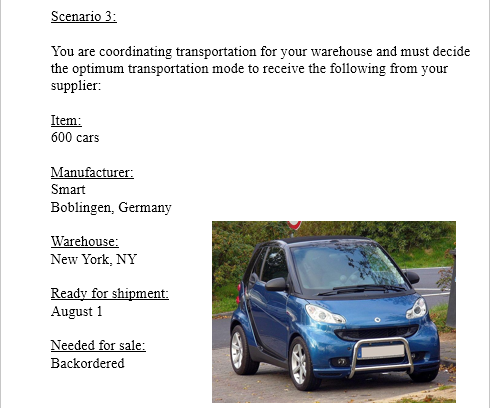 Scenario 3:
You are coordinating transportation for your warehouse and must decide
the optimum transportation mode to receive the following from your
supplier:
Item:
600 cars
Manufacturer:
Smart
Boblingen, Germany
Warehouse:
New York, NY
Ready for shipment:
August 1
Needed for sale:
Backordered